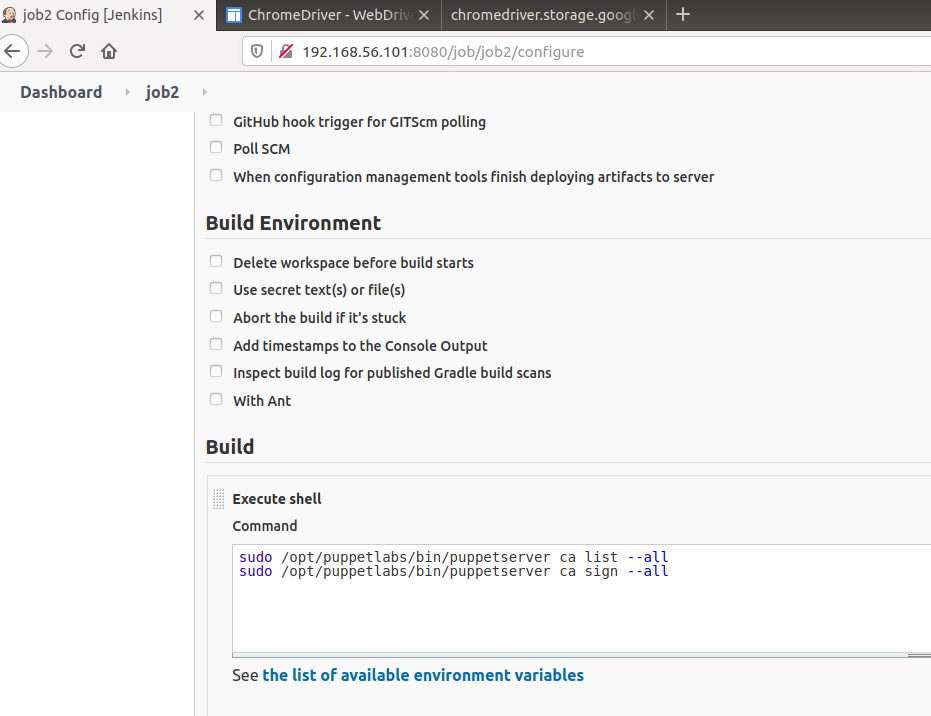 job2 Config [Jenkins]
ChromeDriver - WebDriv
chromedriver.storage.goog
192.168.56.101:8080/job/job2/configure
Dashboard job2
GitHub hook trigger for GITScm polling
Poll SCM
When configuration management tools finish deploying artifacts to server
Build Environment
Delete workspace before build starts
Use secret text(s) or file(s)
Abort the build if it's stuck
Add timestamps to the Console Output
Inspect build log for published Gradle build scans
With Ant
Build
Execute shell
Command
sudo /opt/puppetlabs/bin/puppetserver ca list --all
sudo /opt/puppetlabs/bin/puppetserver ca sign --all
See the list of available environment variables